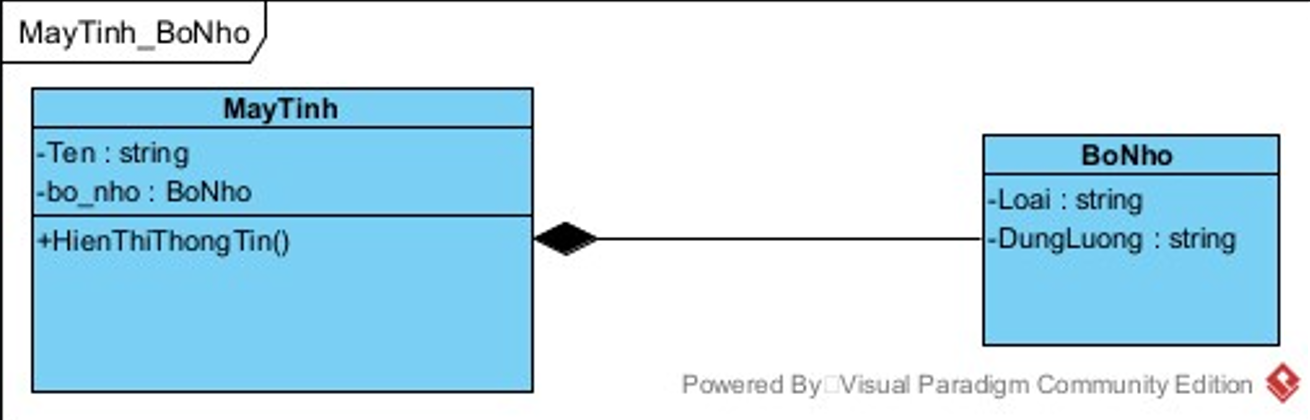 MayTinh_BoNho
MayTinh
-Ten : string
-bo_nho : BoNho
+HienThiThongTin()
BoNho
-Loai : string
-DungLuong : string
Powered By Visual Paradigm Community Edition